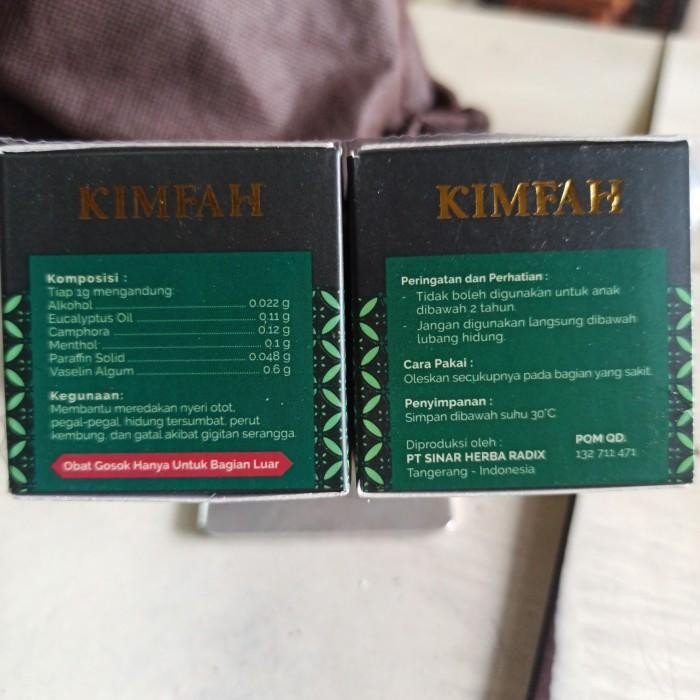 KIMFAH
Komposisi :
Tiap 1g mengandung:
Alkohol 0.022 g
Eucalyptus Oil 0,11 g
Camphora 0.12 g
Menthol 0.1 g
Paraffin Solid 0.048 g
Vaselin Algum 0.6 g
Kegunaan:
Membantu meredakan nyeri otot,
pegal-pegal, hidung tersumbat, perut
kembung, dan gatal akibat gigitan serangga.
Obat Gosok Hanya Untuk Bagian Luar
KIMFAH
Peringatan dan Perhatian :
- Tidak boleh digunakan untuk anak
dibawah 2 tahun.
- Jangan digunakan langsung dibawah
lubang hidung.
Cara Pakai :
Oleskan secukupnya pada bagian yang sakit.
Penyimpanan :
Simpan dibawah suhu 30°C
Diproduksi oleh :
PT SINAR HERBA RADIX
Tangerang - Indonesia
POM QD.
132 711 471